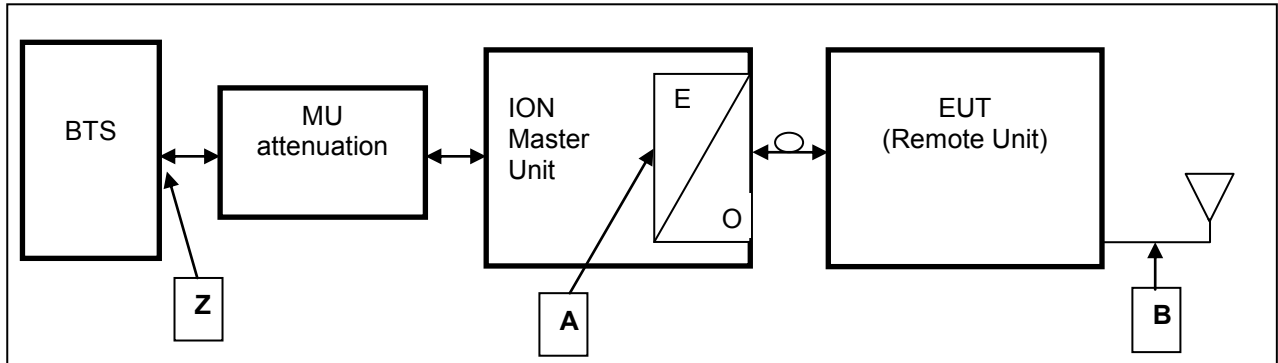 BTS
MU
attenuation
ION
Master
Unit
E
O
EUT
(Remote Unit)
Z
A
B